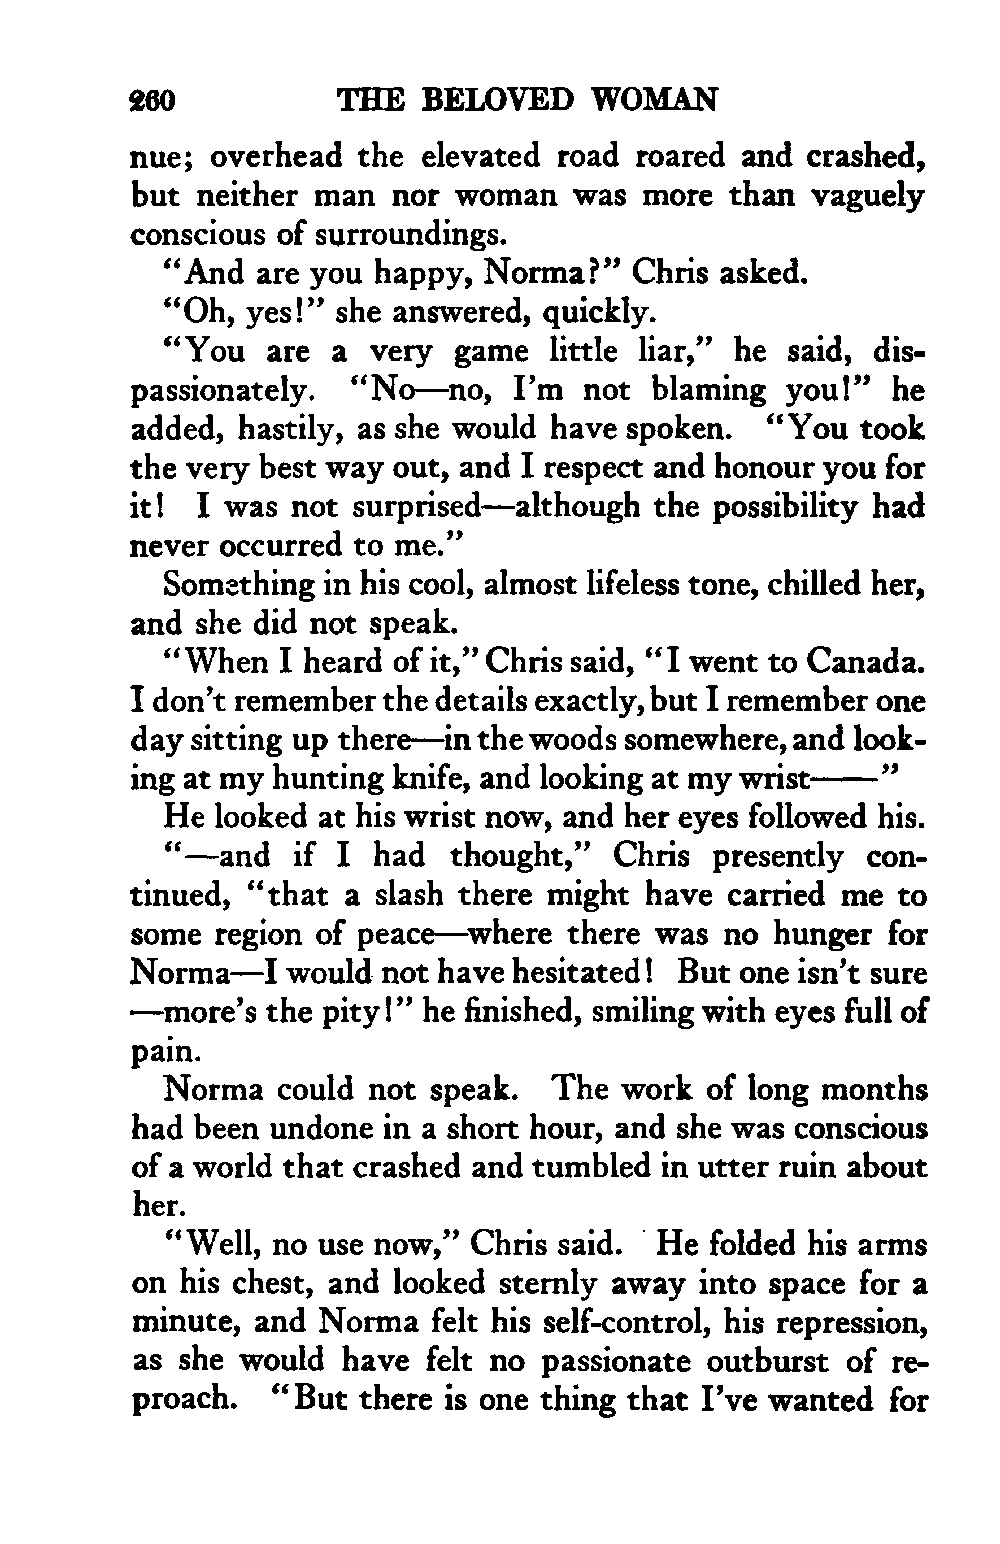 260 THE BELOVED WOMAN
nue; overhead the elevated road roared and crashed,
but neither man nor woman was more than vaguely
conscious of surroundings.
“And are you happy, Norma?” Chris asked.
“Oh, yes!” she answered, quickly.
“You are a very game little liar,” he said, dis-
passionately. “No—no, I’m not blaming you!” he
added, hastily, as she would have spoken. “You took
the very best way out, and I respect and honour you for
it! I was not surprised—although the possibility had
never occurred to me.”
Something in his cool, almost lifeless tone, chilled her,
and she did not speak.
“When I heard of it,” Chris said, “I went to Canada.
I don’t remember the details exactly, but I remember one
day sitting up there—in the woods somewhere, and look-
ing at my hunting knife, and looking at my wrist——”
He looked at his wrist now, and her eyes followed his.
“—and if I had thought,” Chris presently con-
tinued, “that a slash there might have carried me to
some region of peace—where there was no hunger for
Norma—I would not have hesitated! But one isn’t sure
—more’s the pity!” he finished, smiling with eyes full of
pain.
Norma could not speak. The work of long months
had been undone in a short hour, and she was conscious
of a world that crashed and tumbled in utter ruin about
her.
“Well, no use now,” Chris said. He folded his arms
on his chest, and looked sternly away into space for a
minute, and Norma felt his self-control, his repression,
as she would have felt no passionate outburst of re-
proach. “But there is one thing that I’ve wanted for